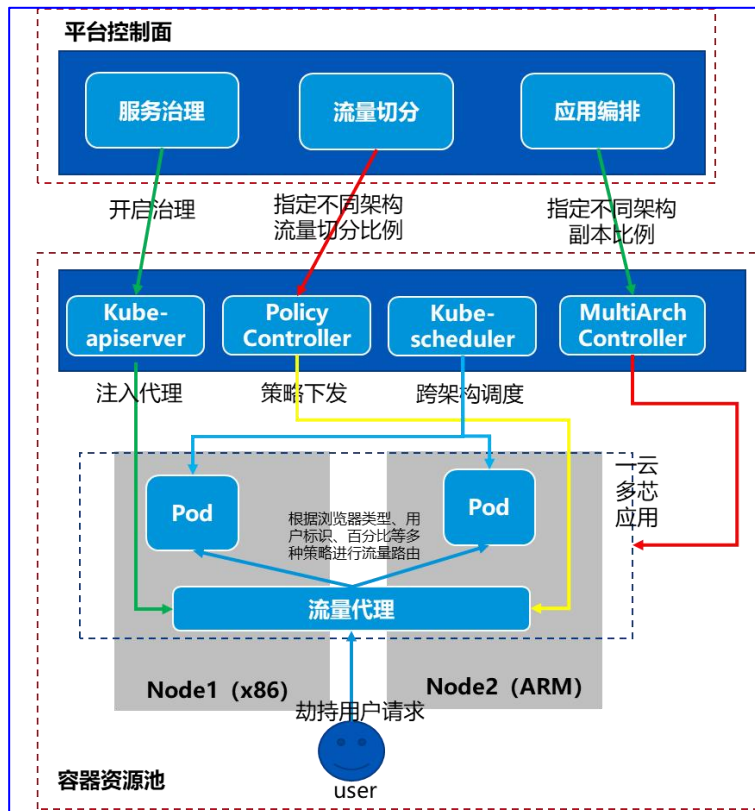 平台控制面
服务治理
流量切分
应用编排
开启治理
指定不同架构
流量切分比例
指定不同架构
副本比例
Kube-
apiserver
Policy
Controller
Kube-
scheduler
MultiArch
Controller
注入代理
策略下发
跨架构调度
一云
多芯
应用
Pod
Pod
根据浏览器类型、用
户标识、百分比等多
种策略进行流量路由
流量代理
Node1（x86）
Node2（ARM）
劫持用户请求
user
容器资源池